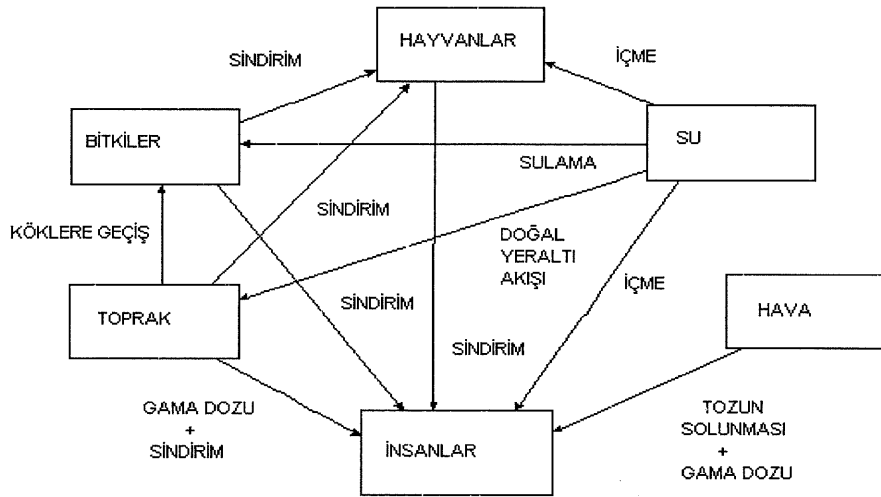 HAYVANLAR
SİNDİRİM
İÇME
BİTKİLER
SU
SULAMA
SİNDİRİM
KÖKLERE GEÇİŞ
DOĞAL
YERALTI
AKIŞI
TOPRAK
SİNDİRİM
İÇME
HAVA
SİNDİRİM
GAMA DOZU
+
SİNDİRİM
İNSANLAR
TOZUN
SOLUNMASI
+
GAMA DOZU